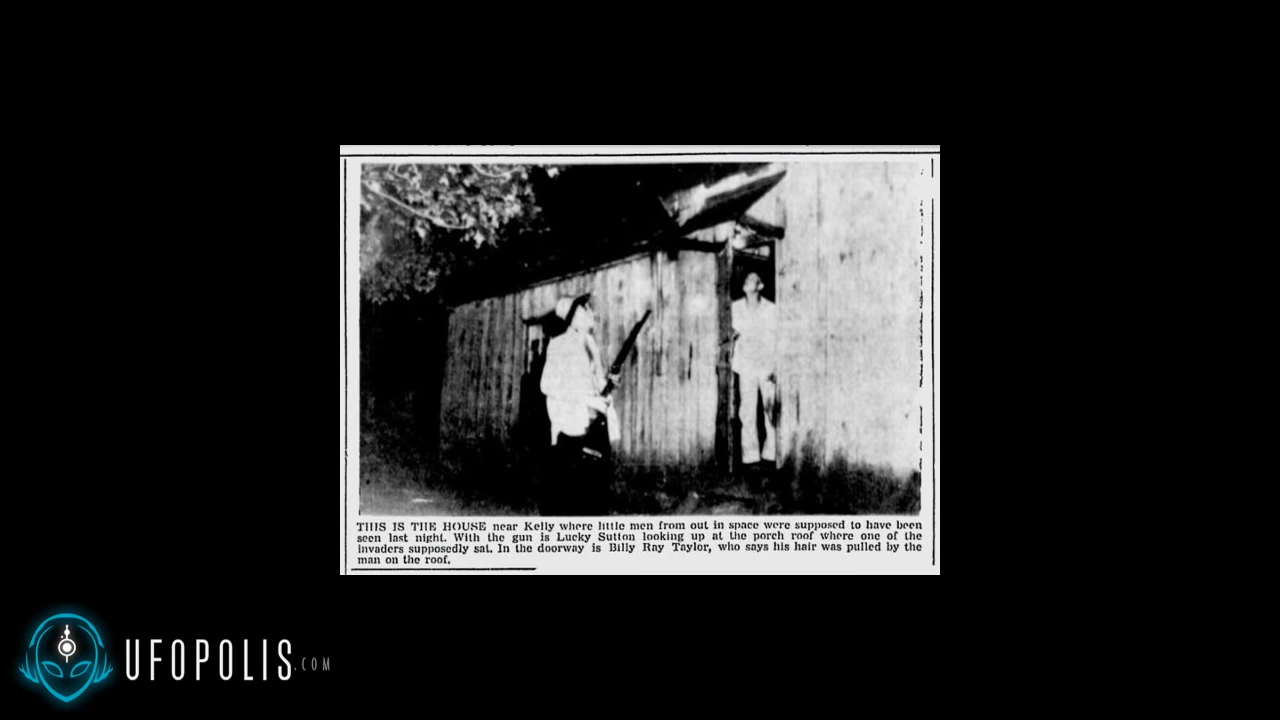 THIS IS THE HOUSE near Kelly where little men from out in space were supposed to have been
seen last night. With the gun is Lucky Sutton looking up at the porch roof where one of the
invaders supposedly sat. In the doorway is Billy Ray Taylor, who says his hair was pulled by the
man on the roof.
UFOPOLIS.COM